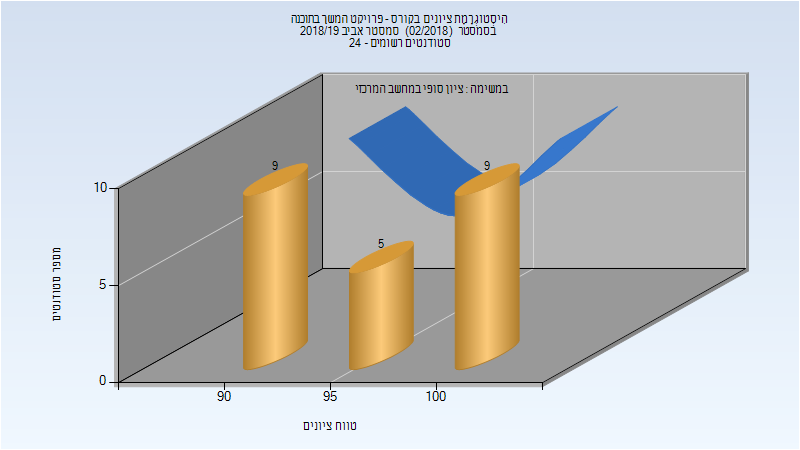 היסטוגרמת ציונים בקורס - פרויקט המשך בתוכנה
בסמסטר (02/2018) סמסטר אביב 2018/19
סטודנטים רשומים - 24
במשימה : ציון סופי במחשב המרכזי
9
9
5
10
5
0
מספר סטודנטים
90
95
100
טווח ציונים